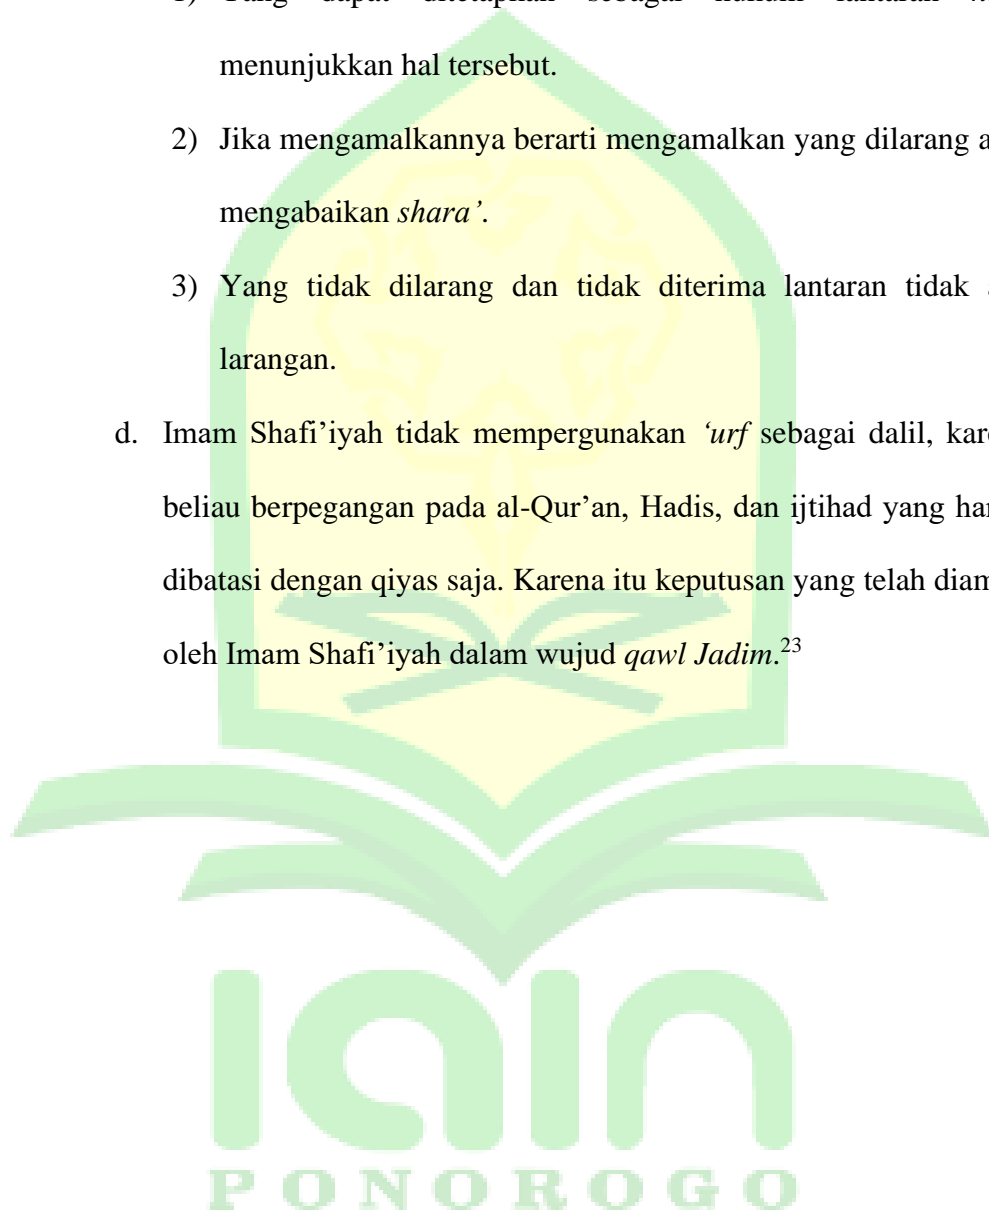 menunjukkan hal tersebut.
2) Jika mengamalkannya berarti mengamalkan yang dilarang
mengabaikan shara’.
3) Yang tidak dilarang dan tidak diterima lantaran tidak
larangan.
d. Imam Shafi’iyah tidak mempergunakan ‘urf sebagai dalil,
beliau berpegangan pada al-Qur’an, Hadis, dan ijtihad yang
dibatasi dengan qiyas saja. Karena itu keputusan yang telah
oleh Imam Shafi’iyah dalam wujud qawl Jadim.23
iain
PONOROGO